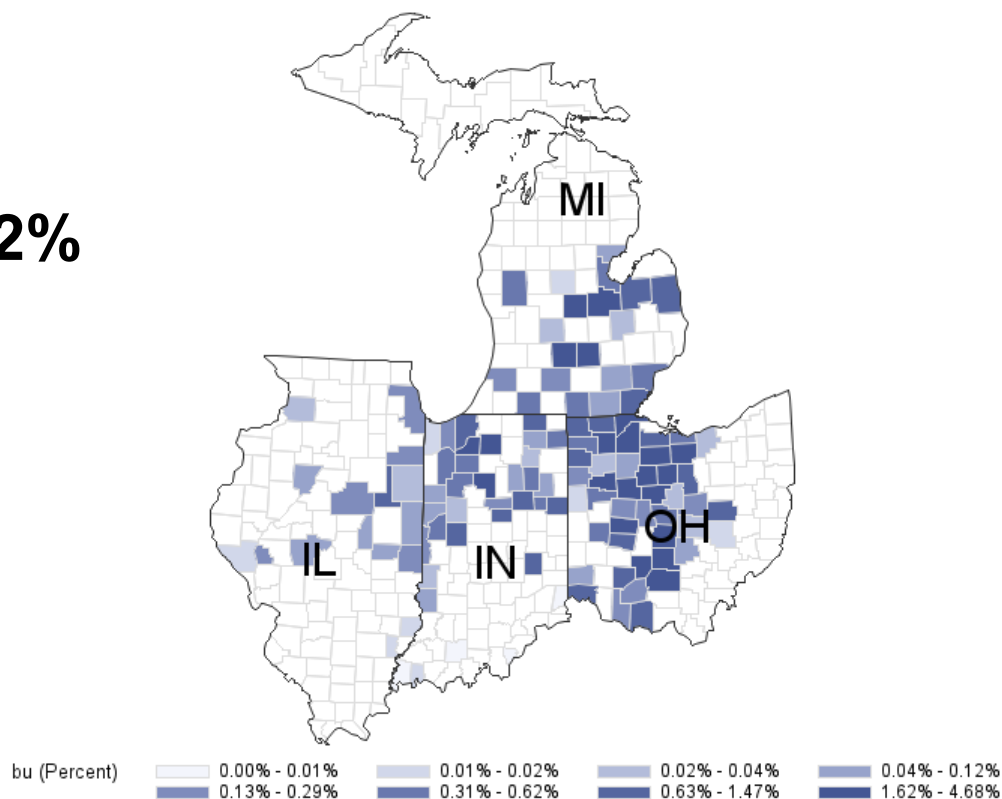 MI
2%
IL
IN
OH
bu (Percent)
0.00% - 0.01%
0.01% - 0.02%
0.02% - 0.04%
0.04% - 0.12%
0.13% - 0.29%
0.31% - 0.62%
0.63% - 1.47%
1.62% - 4.68%